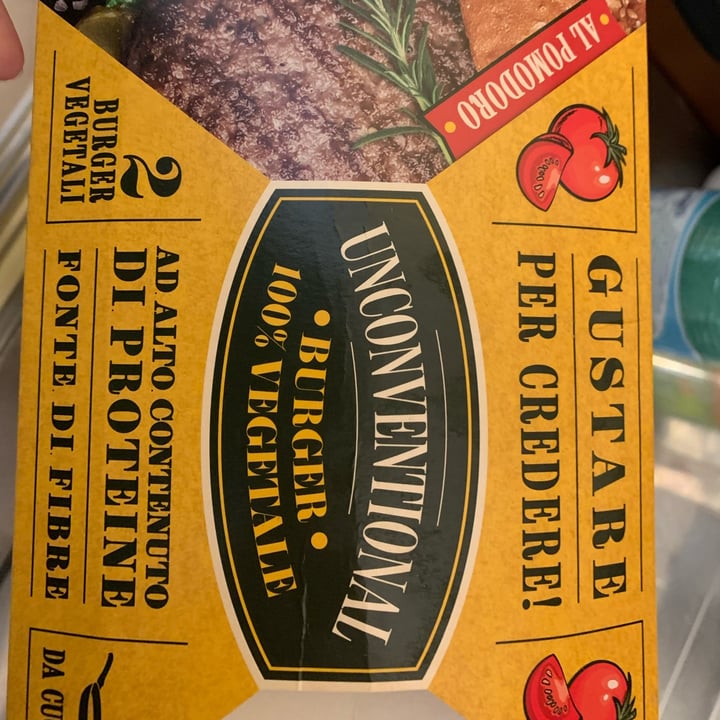 AL POMODORO
GUSTARE
PER CREDERE!
UNCONVENTIONAL
• BURGER •
100% VEGETALE
2
BURGER
VEGETALI
AD ALTO CONTENUTO
DI PROTEINE
FONTE DI FIBRE
DA